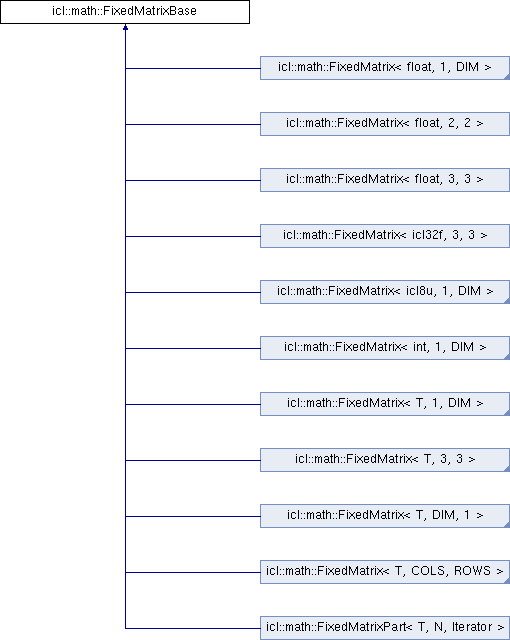 icl::math::FixedMatrixBase
icl::math::FixedMatrix< float, 1, DIM >
icl::math::FixedMatrix< float, 2, 2 >
icl::math::FixedMatrix< float, 3, 3 >
icl::math::FixedMatrix< icl32f, 3, 3 >
icl::math::FixedMatrix< icl8u, 1, DIM >
icl::math::FixedMatrix< int, 1, DIM >
icl::math::FixedMatrix< T, 1, DIM >
icl::math::FixedMatrix< T, 3, 3 >
icl::math::FixedMatrix< T, DIM, 1 >
icl::math::FixedMatrix< T, COLS, ROWS >
icl::math::FixedMatrixPart< T, N, Iterator >